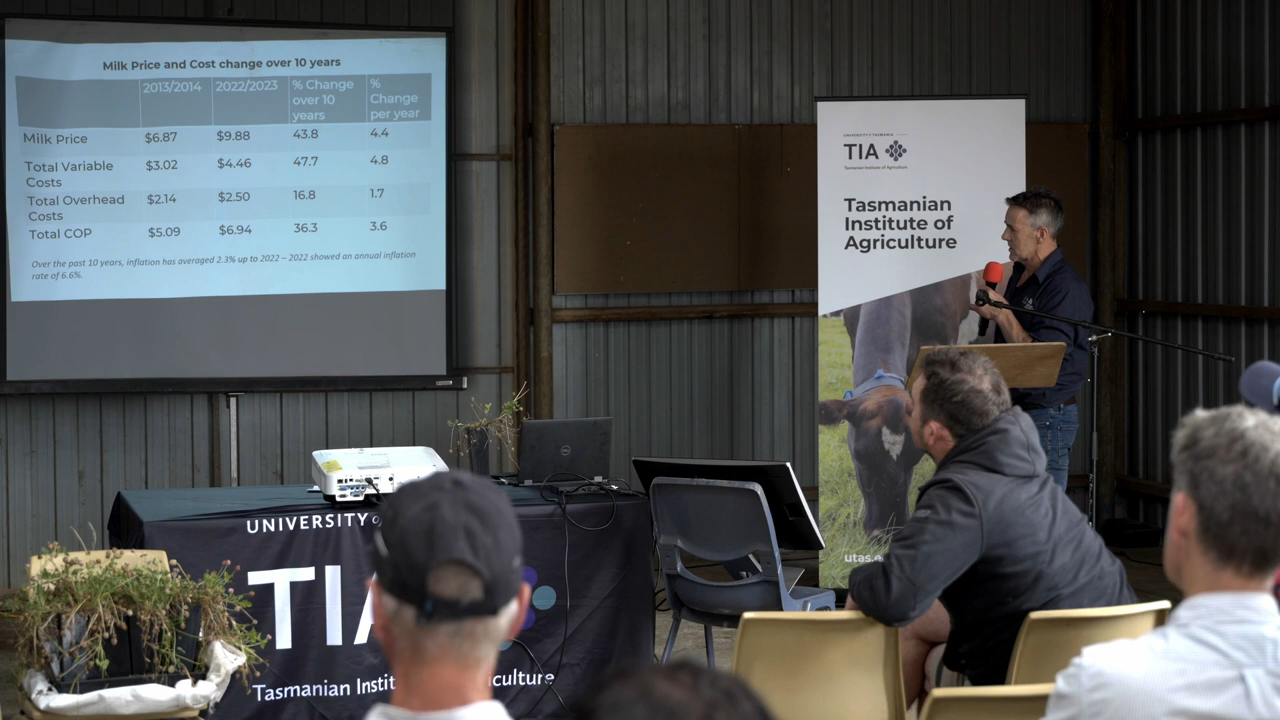 Milk Price and Cost change over 10 years
2013/2014 2022/2023 % Change over 10 years % Change per year
Milk Price $6.87 $9.88 43.8 4.4
Total Variable Costs $3.02 $4.46 47.7 4.8
Total Overhead Costs $2.14 $2.50 16.8 1.7
Total COP $5.09 $6.94 36.3 3.6
Over the past 10 years, inflation has averaged 2.3% up to 2022 – 2022 showed an annual inflation
rate of 6.6%.
UNIVERSITY of TASMANIA
TIA
Tasmanian Institute of Agriculture
Tasmanian
Institute of
Agriculture
utas.e
DELL
UNIVERSITY
TIA
Tasmanian Instit
culture